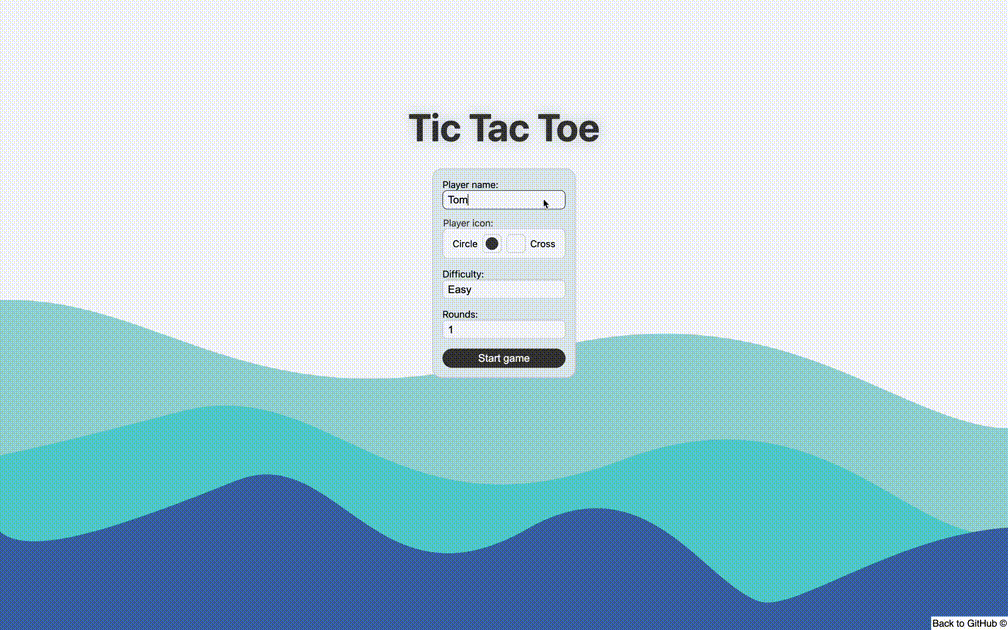 Tic Tac Toe
Player name:
Tom
Player icon:
Circle Cross
Difficulty:
Easy
Rounds:
1
Start game
Back to GitHub ©